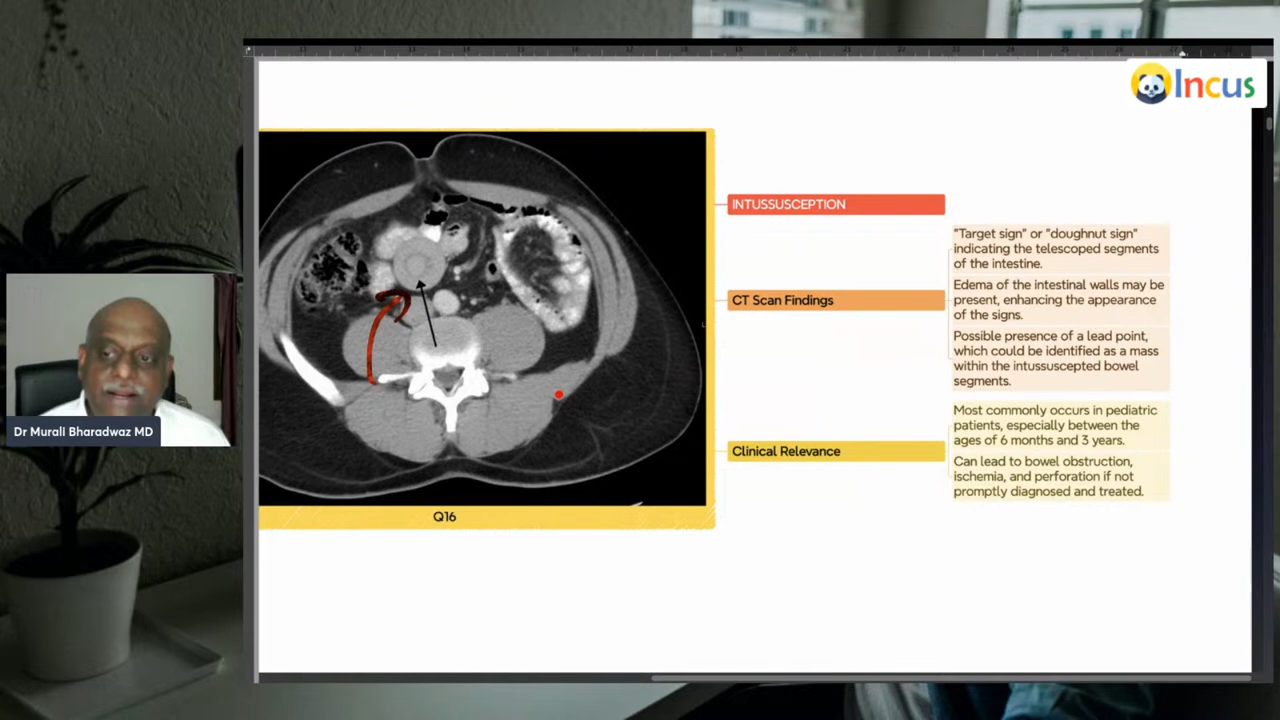 Incus
INTUSSUSCEPTION
"Target sign" or "doughnut sign"
indicating the telescoped segments
of the intestine.
CT Scan Findings
Edema of the intestinal walls may be
present, enhancing the appearance
of the signs.
Possible presence of a lead point,
which could be identified as a mass
within the intussuscepted bowel
segments.
Clinical Relevance
Most commonly occurs in pediatric
patients, especially between the
ages of 6 months and 3 years.
Can lead to bowel obstruction,
ischemia, and perforation if not
promptly diagnosed and treated.
Q16
Dr Murali Bharadwaz MD